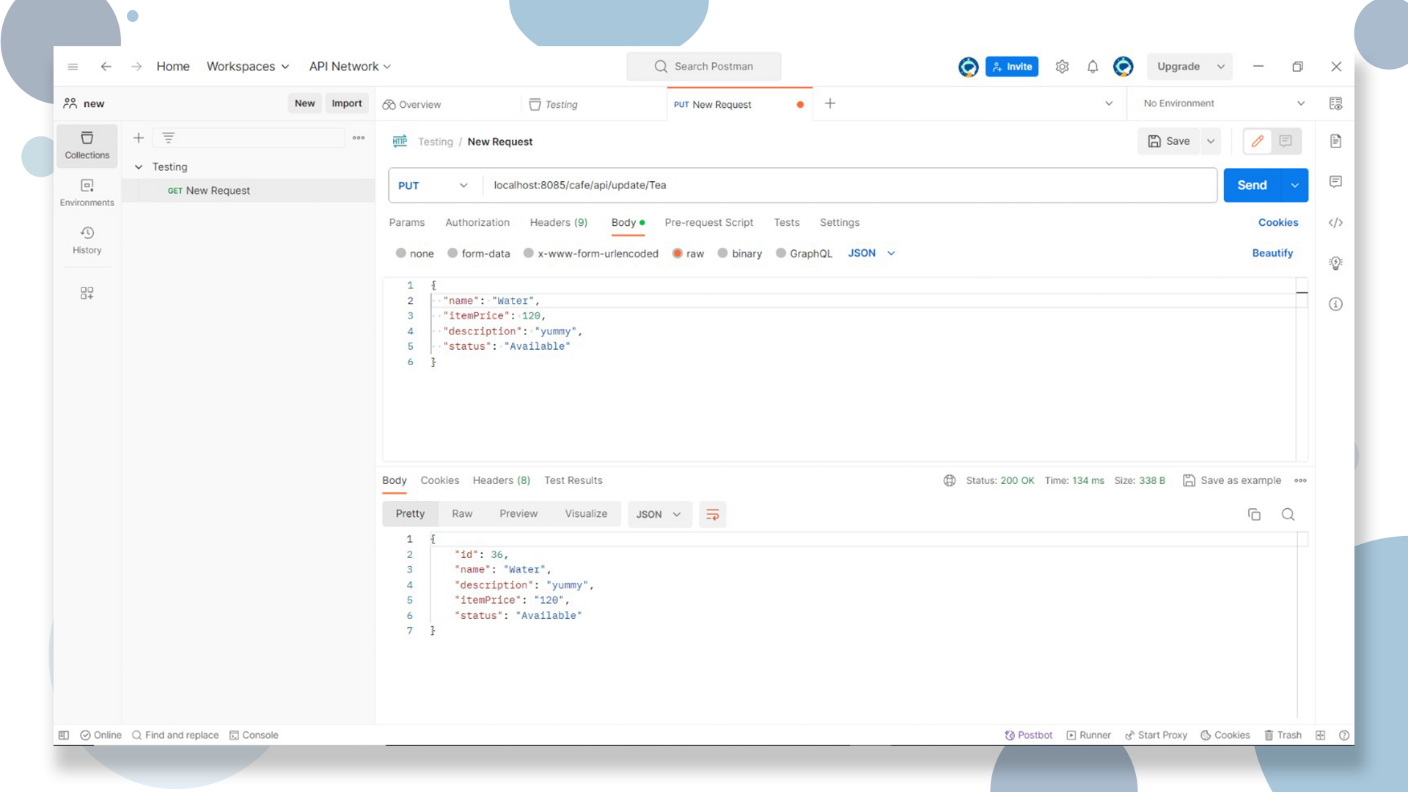 Home Workspaces API Network Search Postman Invite Upgrade
new New Import Overview Testing PUT New Request No Environment
Collections
Environments
History
Testing
GET New Request
Testing / New Request Save
PUT localhost:8085/cafe/api/update/Tea Send
Params Authorization Headers (9) Body Pre-request Script Tests Settings Cookies
none form-data x-www-form-urlencoded raw binary GraphQL JSON Beautify
1 {
2 "name": "Water",
3 "itemPrice": 120,
4 "description": "yummy",
5 "status": "Available"
6 }
Body Cookies Headers (8) Test Results Status: 200 OK Time: 134 ms Size: 338 B Save as example
Pretty Raw Preview Visualize JSON
1 {
2 "id": 36,
3 "name": "Water",
4 "description": "yummy",
5 "itemPrice": "120",
6 "status": "Available"
7 }
Online Find and replace Console Postbot Runner Start Proxy Cookies Trash